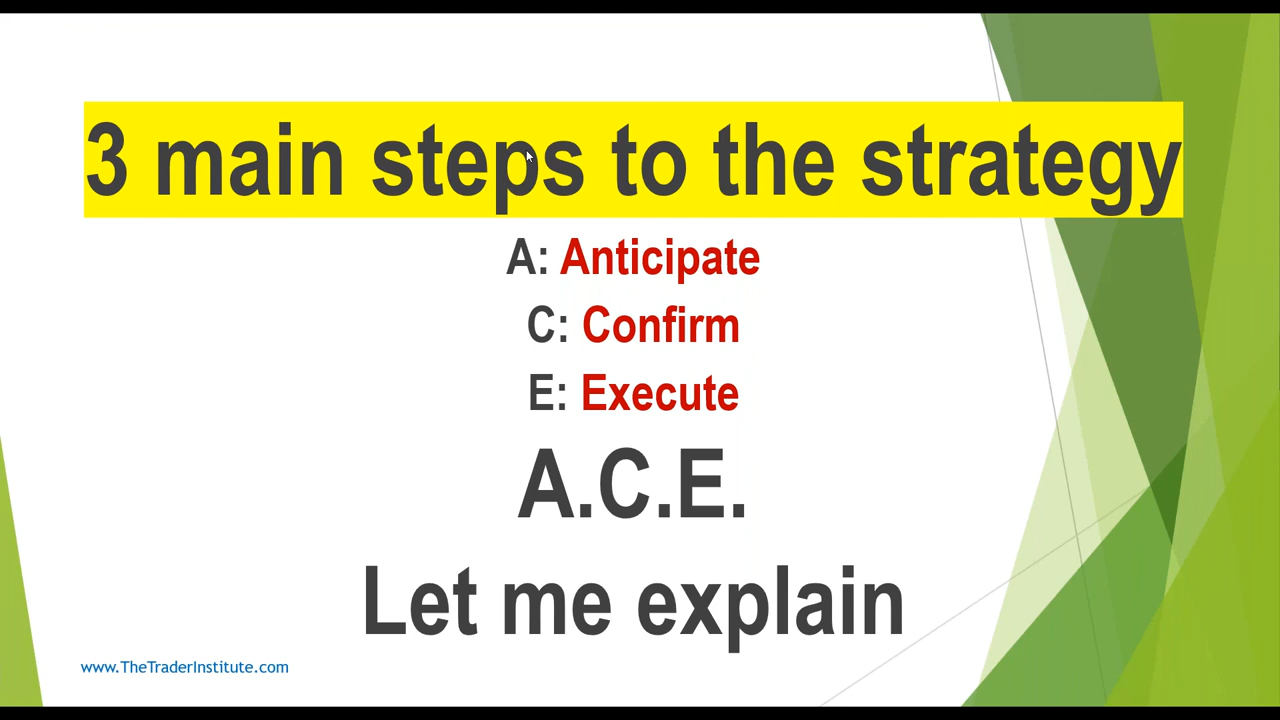 3 main steps to the strategy
A: Anticipate
C: Confirm
E: Execute
A.C.E.
Let me explain
www.TheTraderInstitute.com